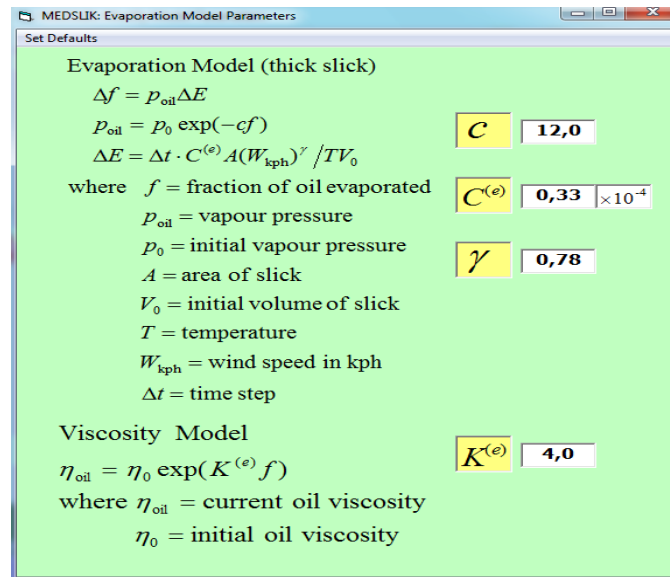 MEDSLIK: Evaporation Model Parameters
Set Defaults
Evaporation Model (thick slick)
Δf = p_oil ΔE
p_oil = p_0 exp(−cf)
c 12,0
ΔE = Δt · C^(e) A(W_kph)^γ / TV_0
where f = fraction of oil evaporated
C^(e) 0,33 ×10^-4
p_oil = vapour pressure
p_0 = initial vapour pressure
γ 0,78
A = area of slick
V_0 = initial volume of slick
T = temperature
W_kph = wind speed in kph
Δt = time step
Viscosity Model
K^(e) 4,0
η_oil = η_0 exp(K^(e) f)
where η_oil = current oil viscosity
η_0 = initial oil viscosity